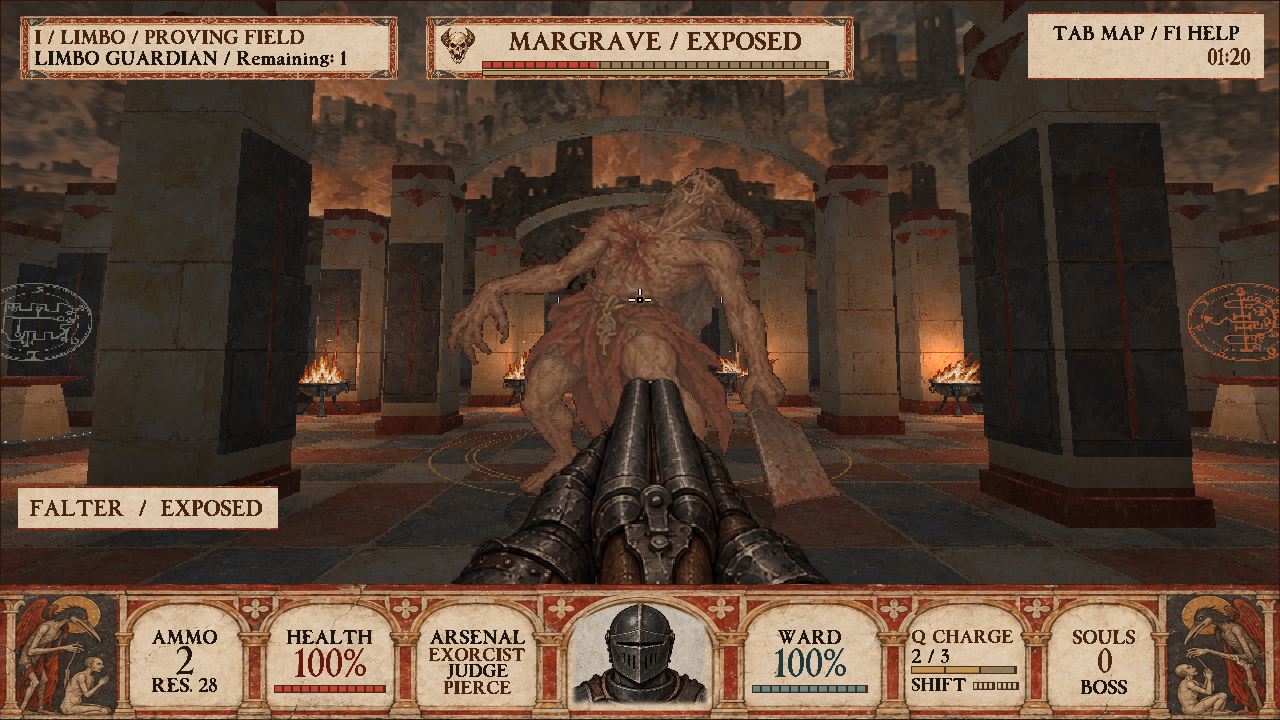 I / LIMBO / PROVING FIELD
LIMBO GUARDIAN / Remaining: 1
MARGRAVE / EXPOSED
TAB MAP / F1 HELP
01:20
FALTER / EXPOSED
AMMO
2
RES. 28
HEALTH
100%
ARSENAL
EXORCIST
JUDGE
PIERCE
WARD
100%
Q CHARGE
2 / 3
SHIFT
SOULS
0
BOSS